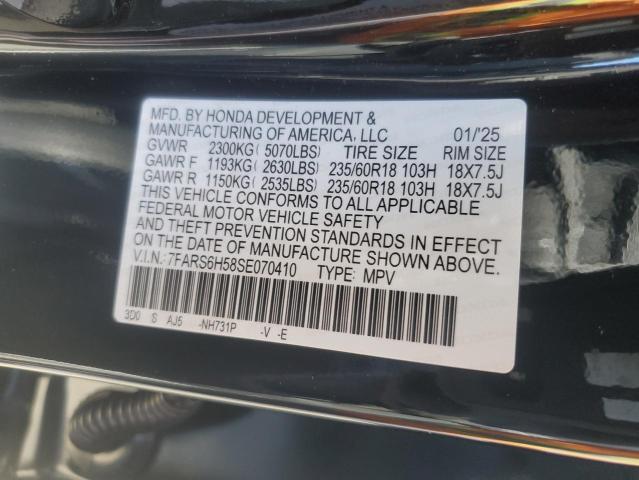 MFD. BY HONDA DEVELOPMENT &
MANUFACTURING OF AMERICA, LLC 01/'25
GVWR 2300KG( 5070LBS) TIRE SIZE RIM SIZE
GAWR F 1193KG( 2630LBS) 235/60R18 103H 18X7.5J
GAWR R 1150KG( 2535LBS) 235/60R18 103H 18X7.5J
THIS VEHICLE CONFORMS TO ALL APPLICABLE
FEDERAL MOTOR VEHICLE SAFETY
AND THEFT PREVENTION STANDARDS IN EFFECT
ON THE DATE OF MANUFACTURE SHOWN ABOVE.
V.I.N.: 7FARS6H58SE070410 TYPE: MPV
3D0 S AJ5 -NH731P -V -E